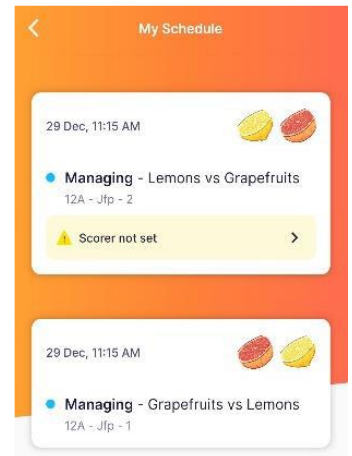 My Schedule
29 Dec, 11:15 AM
Managing - Lemons vs Grapefruits
12A - Jfp - 2
Scorer not set
29 Dec, 11:15 AM
Managing - Grapefruits vs Lemons
12A - Jfp - 1